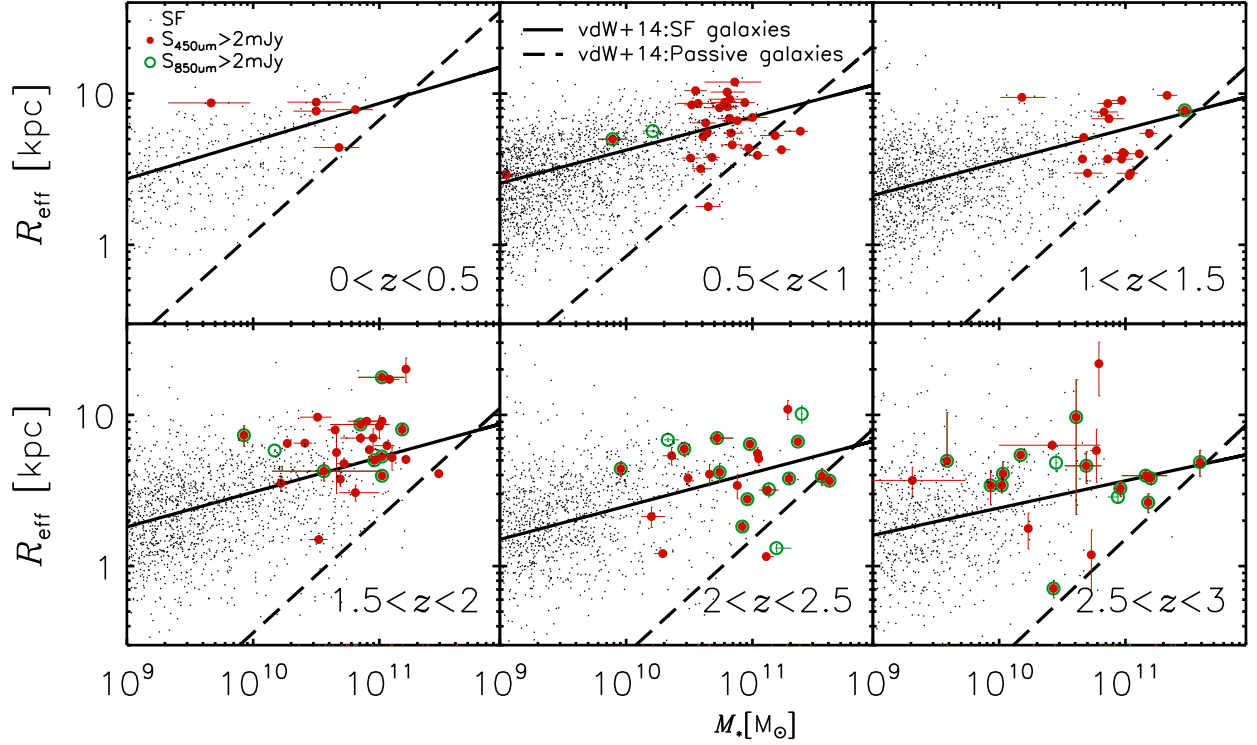 SF
S450um>2mJy
S850um>2mJy
vdW+14:SF galaxies
vdW+14:Passive galaxies
10
1
Reff [kpc]
0<z<0.5
0.5<z<1
1<z<1.5
10
1
Reff [kpc]
1.5<z<2
2<z<2.5
2.5<z<3
10^9 10^10 10^11 10^9 10^10 10^11 10^9 10^10 10^11
M*[M⊙]